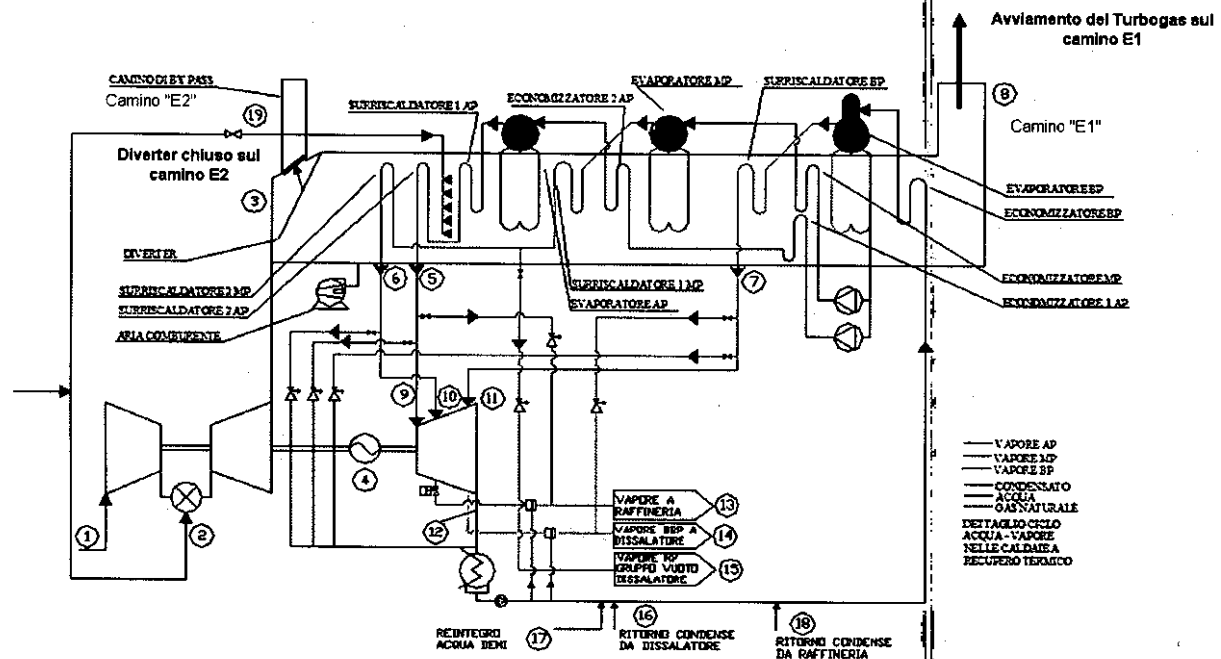 Avviamento del Turbogas sul
camino E1
CAMINO DI BY PASS
Camino "E2"
19
SURRISCALDATORE 1 AP
ECONOMIZZATORE 2 AP
EVAPORATORE MP
SURRISCALDATORE BP
8
Camino "E1"
Diverter chiuso sul
camino E2
3
EVAPORATORE BP
ECONOMIZZATORE BP
DIVERTER
6
5
7
SURRISCALDATORE 2 MP
SURRISCALDATORE 2 AP
SURRISCALDATORE 1 MP
EVAPORATORE AP
ECONOMIZZATORE MP
ECONOMIZZATORE 1 AP
ARIA COMBURENTE
9
10
11
4
1
2
12
VAPORE A
RAFFINERIA
13
VAPORE BBP A
DISSALATORE
14
GRUPPO VUOTO
DISSALATORE
15
VAPORE AP
VAPORE MP
VAPORE BP
CONDENSATO
ACQUA
GAS NATURALE
DETTAGLIO CICLO
ACQUA - VAPORE
NELLE CALDAIE A
RECUPERO TERMICO
REINTEGRO
ACQUA DEMI
17
16
RITORNO CONDENSE
DA DISSALATORE
18
RITORNO CONDENSE
DA RAFFINERIA